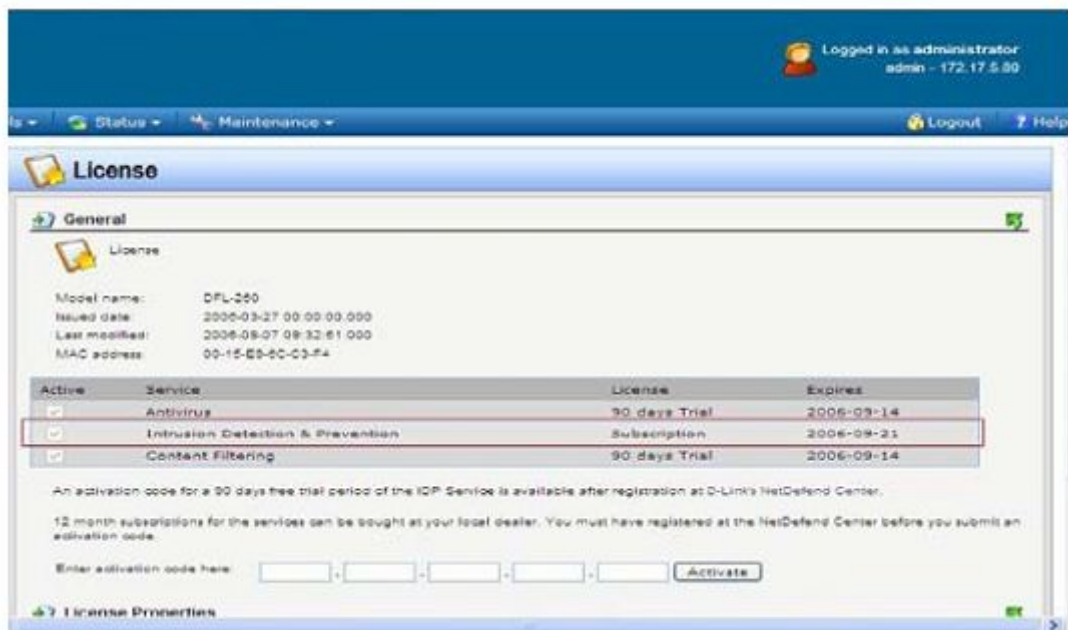 Logged in as administrator
admin - 172.17.5.80
Status Maintenance Logout ? Help
License
General
License
Model name: DFL-260
Issued date: 2006-03-27 00:00:00.000
Last modified:
MAC address:
Active Service License Expires
Antivirus 90 days Trial 2006-09-14
Intrusion Detection & Prevention Subscription 2006-09-21
Content Filtering 90 days Trial 2006-09-14
An activation code for a 90 days free trial period of the IDP Service is available after registration at D-Link's NetDefend Center.
12 month subscriptions for the services can be bought at your local dealer. You must have registered at the NetDefend Center before you submit an
activation code.
Enter activation code here: - - - - Activate
License Properties